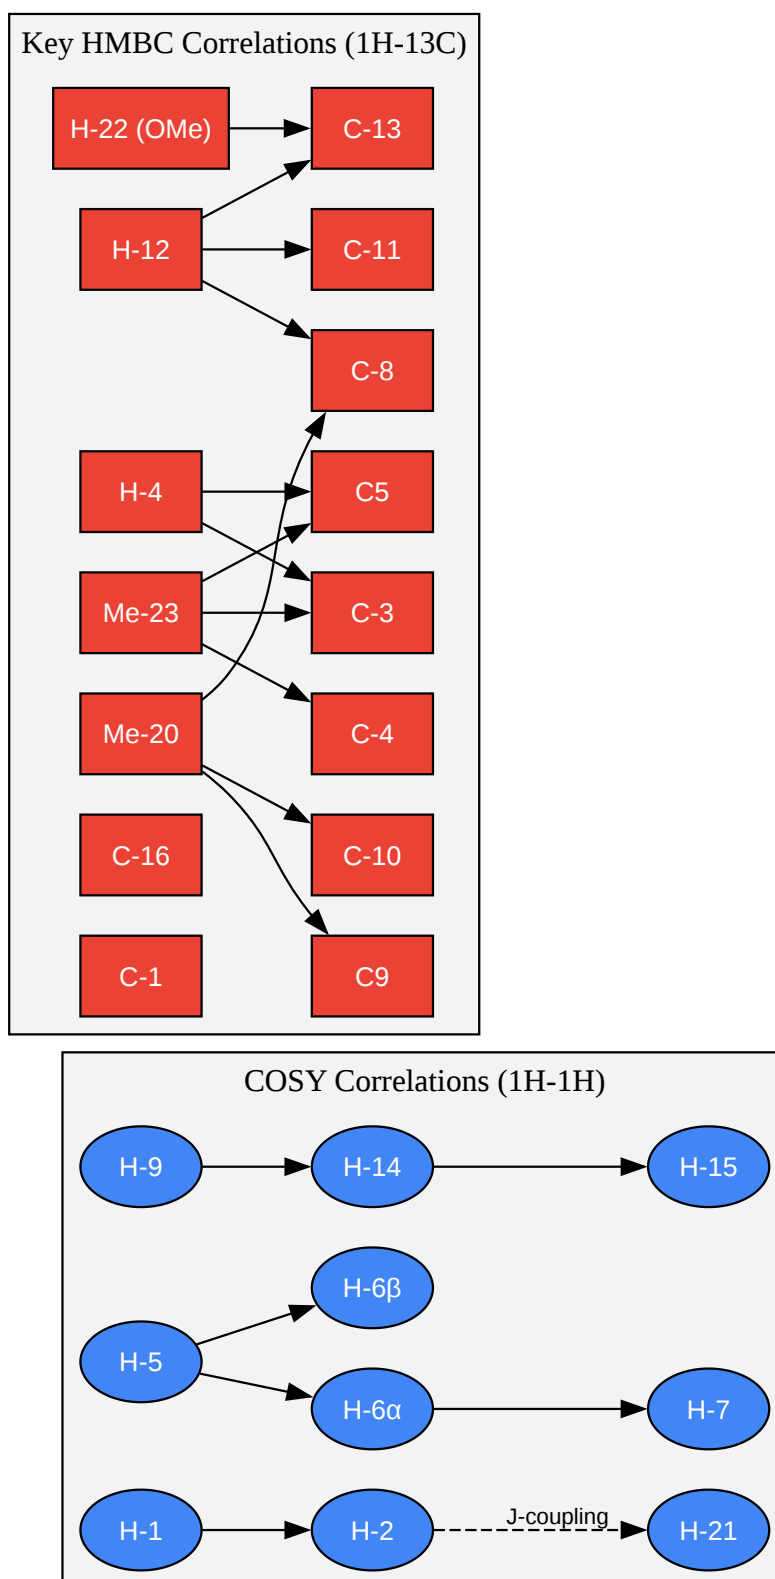 Key HMBC Correlations (1H-13C)
H-22 (OMe)
C-13
H-12
C-11
C-8
H-4
C5
Me-23
C-3
Me-20
C-4
C-16
C-10
C-1
C9
COSY Correlations (1H-1H)
H-9
H-14
H-15
H-6β
H-5
H-6α
H-7
H-1
H-2
J-coupling
H-21